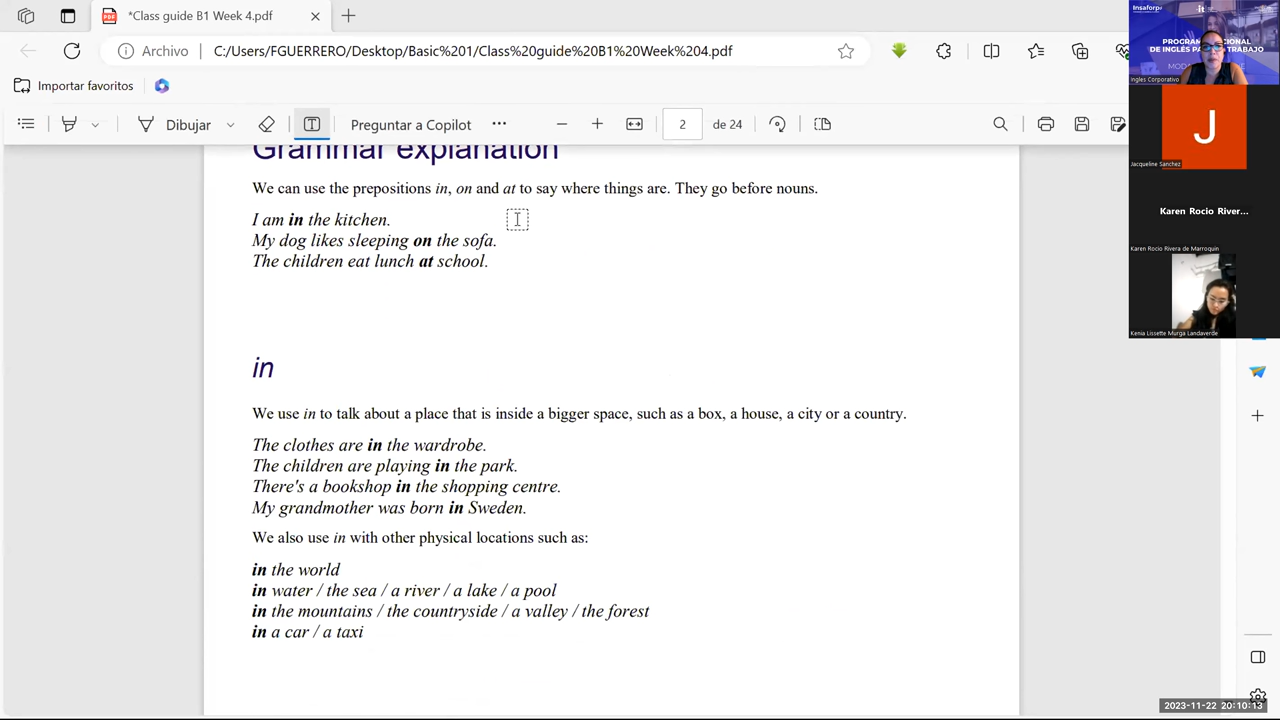 *Class guide B1 Week 4.pdf
Archivo
C:/Users/FGUERRERO/Desktop/Basic%201/Class%20guide%20B1%20Week%204.pdf
Importar favoritos
Dibujar
Preguntar a Copilot
2
de 24
Grammar explanation
We can use the prepositions in, on and at to say where things are. They go before nouns.
I am in the kitchen.
My dog likes sleeping on the sofa.
The children eat lunch at school.
in
We use in to talk about a place that is inside a bigger space, such as a box, a house, a city or a country.
The clothes are in the wardrobe.
The children are playing in the park.
There's a bookshop in the shopping centre.
My grandmother was born in Sweden.
We also use in with other physical locations such as:
in the world
in water / the sea / a river / a lake / a pool
in the mountains / the countryside / a valley / the forest
in a car / a taxi
Insaforp
Ingles Corporativo
J
Jacqueline Sanchez
Karen Rocio River...
Karen Rocio Rivera de Marroquin
Kenia Lissette Murga Landaverde
2023-11-22 20:10:13